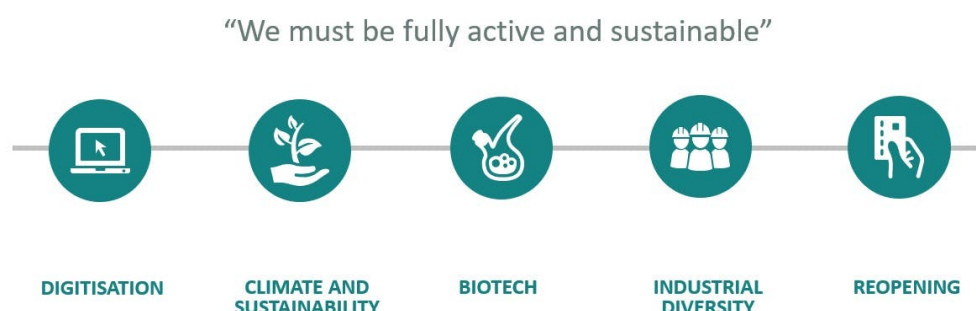 “We must be fully active and sustainable”
DIGITISATION
CLIMATE AND
SUSTAINABILITY
BIOTECH
INDUSTRIAL
DIVERSITY
REOPENING